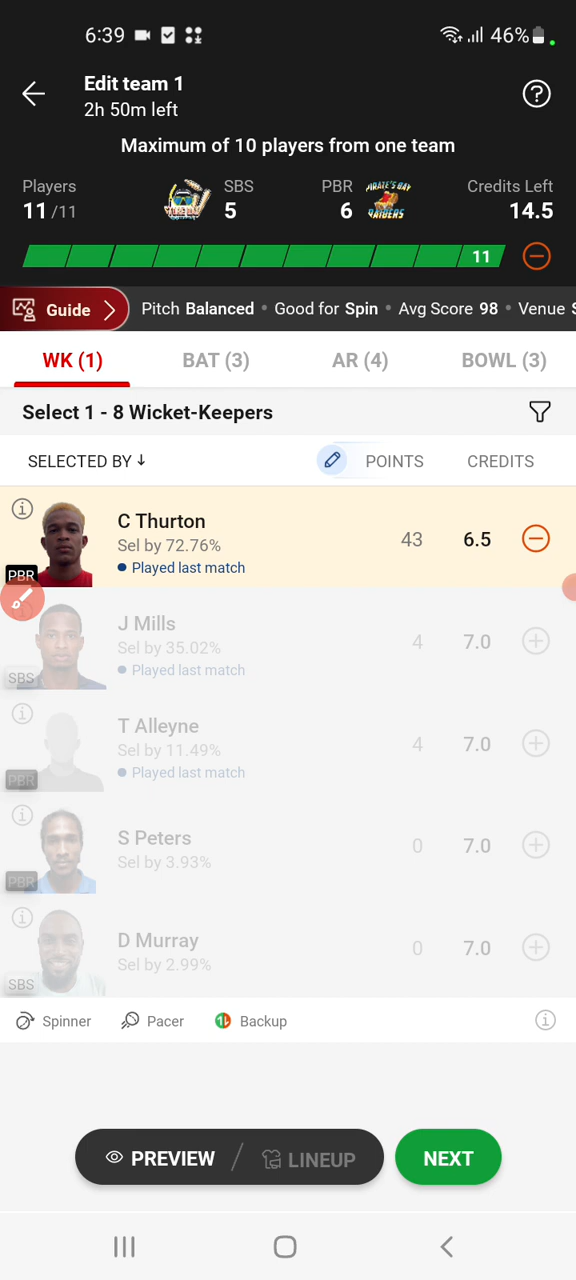 6:39
46%
Edit team 1
2h 50m left
Maximum of 10 players from one team
Players
11/11
SBS
5
PBR
6
PIRATE'S BAY
RAIDERS
Credits Left
14.5
11
Guide
Pitch Balanced • Good for Spin • Avg Score 98 • Venue S
WK (1)
BAT (3)
AR (4)
BOWL (3)
Select 1 - 8 Wicket-Keepers
SELECTED BY ↓
POINTS
CREDITS
C Thurton
Sel by 72.76%
• Played last match
PBR
43
6.5
J Mills
Sel by 35.02%
• Played last match
SBS
4
7.0
T Alleyne
Sel by 11.49%
• Played last match
PBR
4
7.0
S Peters
Sel by 3.93%
PBR
0
7.0
D Murray
Sel by 2.99%
SBS
0
7.0
Spinner
Pacer
Backup
PREVIEW / LINEUP
NEXT